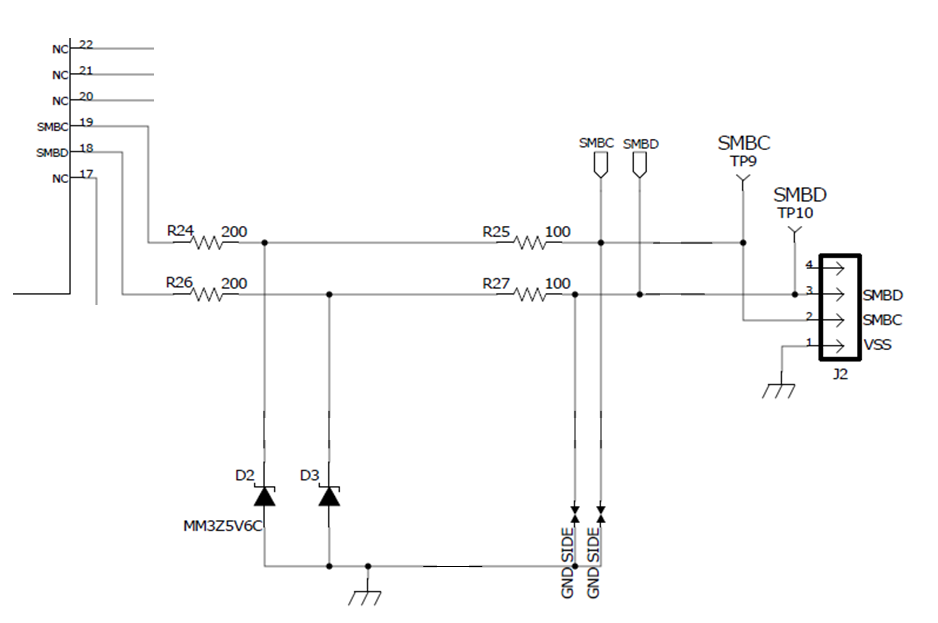 NC 22
NC 21
NC 20
SMBC 19
SMBD 18
NC 17
SMBC SMBD
SMBC
TP9
SMBD
TP10
R24 200
R25 100
R26 200
R27 100
4
3 SMBD
2 SMBC
1 VSS
J2
D2
D3
MM3Z5V6C
GND SIDE
GND SIDE